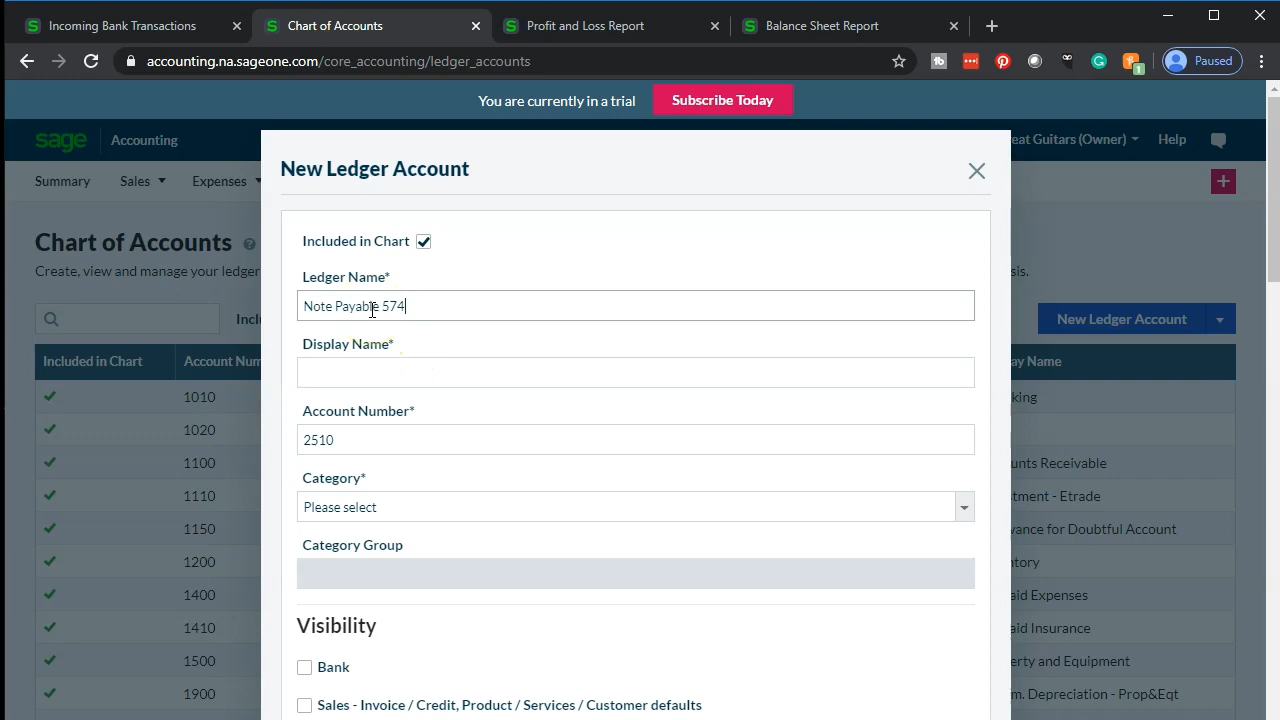 Incoming Bank Transactions
Chart of Accounts
Profit and Loss Report
Balance Sheet Report
accounting.na.sageone.com/core_accounting/ledger_accounts
Paused
You are currently in a trial
Subscribe Today
sage
Accounting
eat Guitars (Owner)
Help
Summary
Sales
Expenses
New Ledger Account
Chart of Accounts
Create, view and manage your ledger
sis.
Included in Chart
Ledger Name*
Note Payable 574
Inclu
New Ledger Account
Display Name*
Included in Chart
Account Num
ay Name
1010
king
Account Number*
2510
1020
1100
unts Receivable
Category*
Please select
1110
tment - Etrade
1150
vance for Doubtful Account
Category Group
1200
tory
1400
aid Expenses
Visibility
1410
aid Insurance
1500
erty and Equipment
Bank
1900
m. Depreciation - Prop&Eqt
Sales - Invoice / Credit, Product / Services / Customer defaults